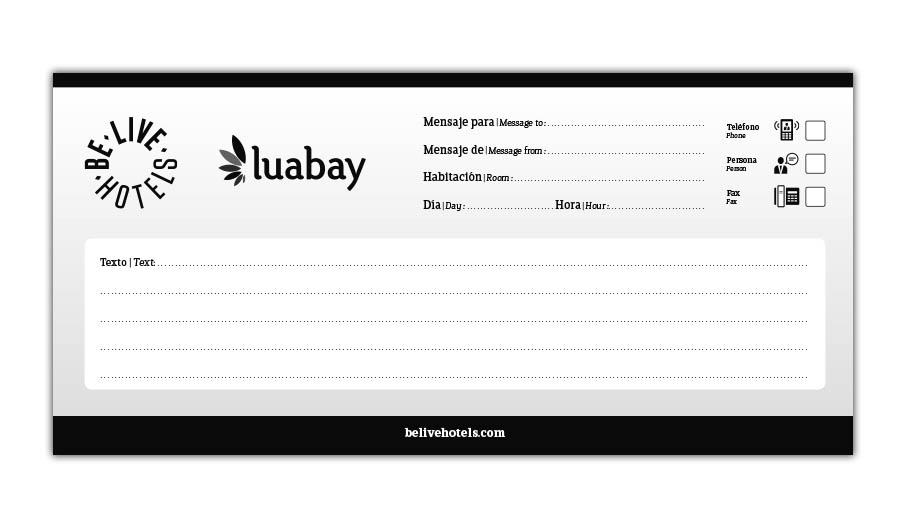 BE·LIVE·HOTELS·
luabay
Mensaje para|Message to:
Mensaje de|Message from:
Habitación|Room:
Día|Day: Hora|Hour:
Teléfono
Phone
Persona
Person
Fax
Fax
Texto | Text:
belivehotels.com